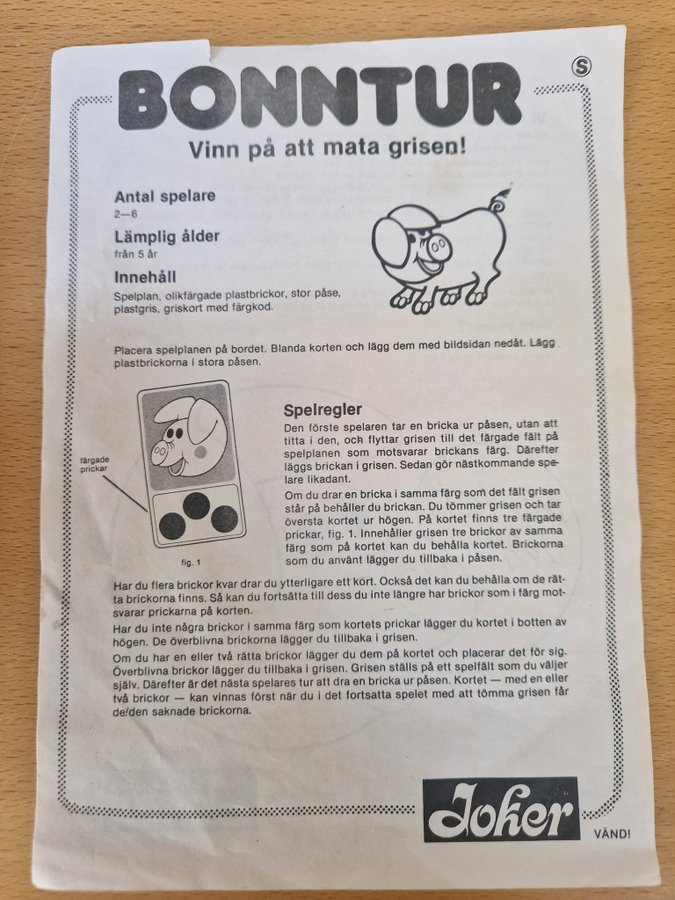 BONNTUR
S
Vinn på att mata grisen!
Antal spelare
2—6
Lämplig ålder
från 5 år
Innehåll
Spelplan, olikfärgade plastbrickor, stor påse,
plastgris, griskort med färgkod.
Placera spelplanen på bordet. Blanda korten och lägg dem med bildsidan nedåt. Lägg
plastbrickorna i stora påsen.
färgade
prickar
fig. 1
Spelregler
Den förste spelaren tar en bricka ur påsen, utan att
titta i den, och flyttar grisen till det färgade fält på
spelplanen som motsvarar brickans färg. Därefter
läggs brickan i grisen. Sedan gör nästkommande spe-
lare likadant.
Om du drar en bricka i samma färg som det fält grisen
står på behåller du brickan. Du tömmer grisen och tar
översta kortet ur högen. På kortet finns tre färgade
prickar, fig. 1. Innehåller grisen tre brickor av samma
färg som på kortet kan du behålla kortet. Brickorna
som du använt lägger du tillbaka i påsen.
Har du flera brickor kvar drar du ytterligare ett kort. Också det kan du behålla om de rät-
ta brickorna finns. Så kan du fortsätta till dess du inte längre har brickor som i färg mot-
svarar prickarna på korten.
Har du inte några brickor i samma färg som kortets prickar lägger du kortet i botten av
högen. De överblivna brickorna lägger du tillbaka i grisen.
Om du har en eller två rätta brickor lägger du dem på kortet och placerar det för sig.
Överblivna brickor lägger du tillbaka i grisen. Grisen ställs på ett spelfält som du väljer
själv. Därefter är det nästa spelares tur att dra en bricka ur påsen. Kortet — med en eller
två brickor — kan vinnas först när du i det fortsatta spelet med att tömma grisen får
de/den saknade brickorna.
Joker
VÄND!